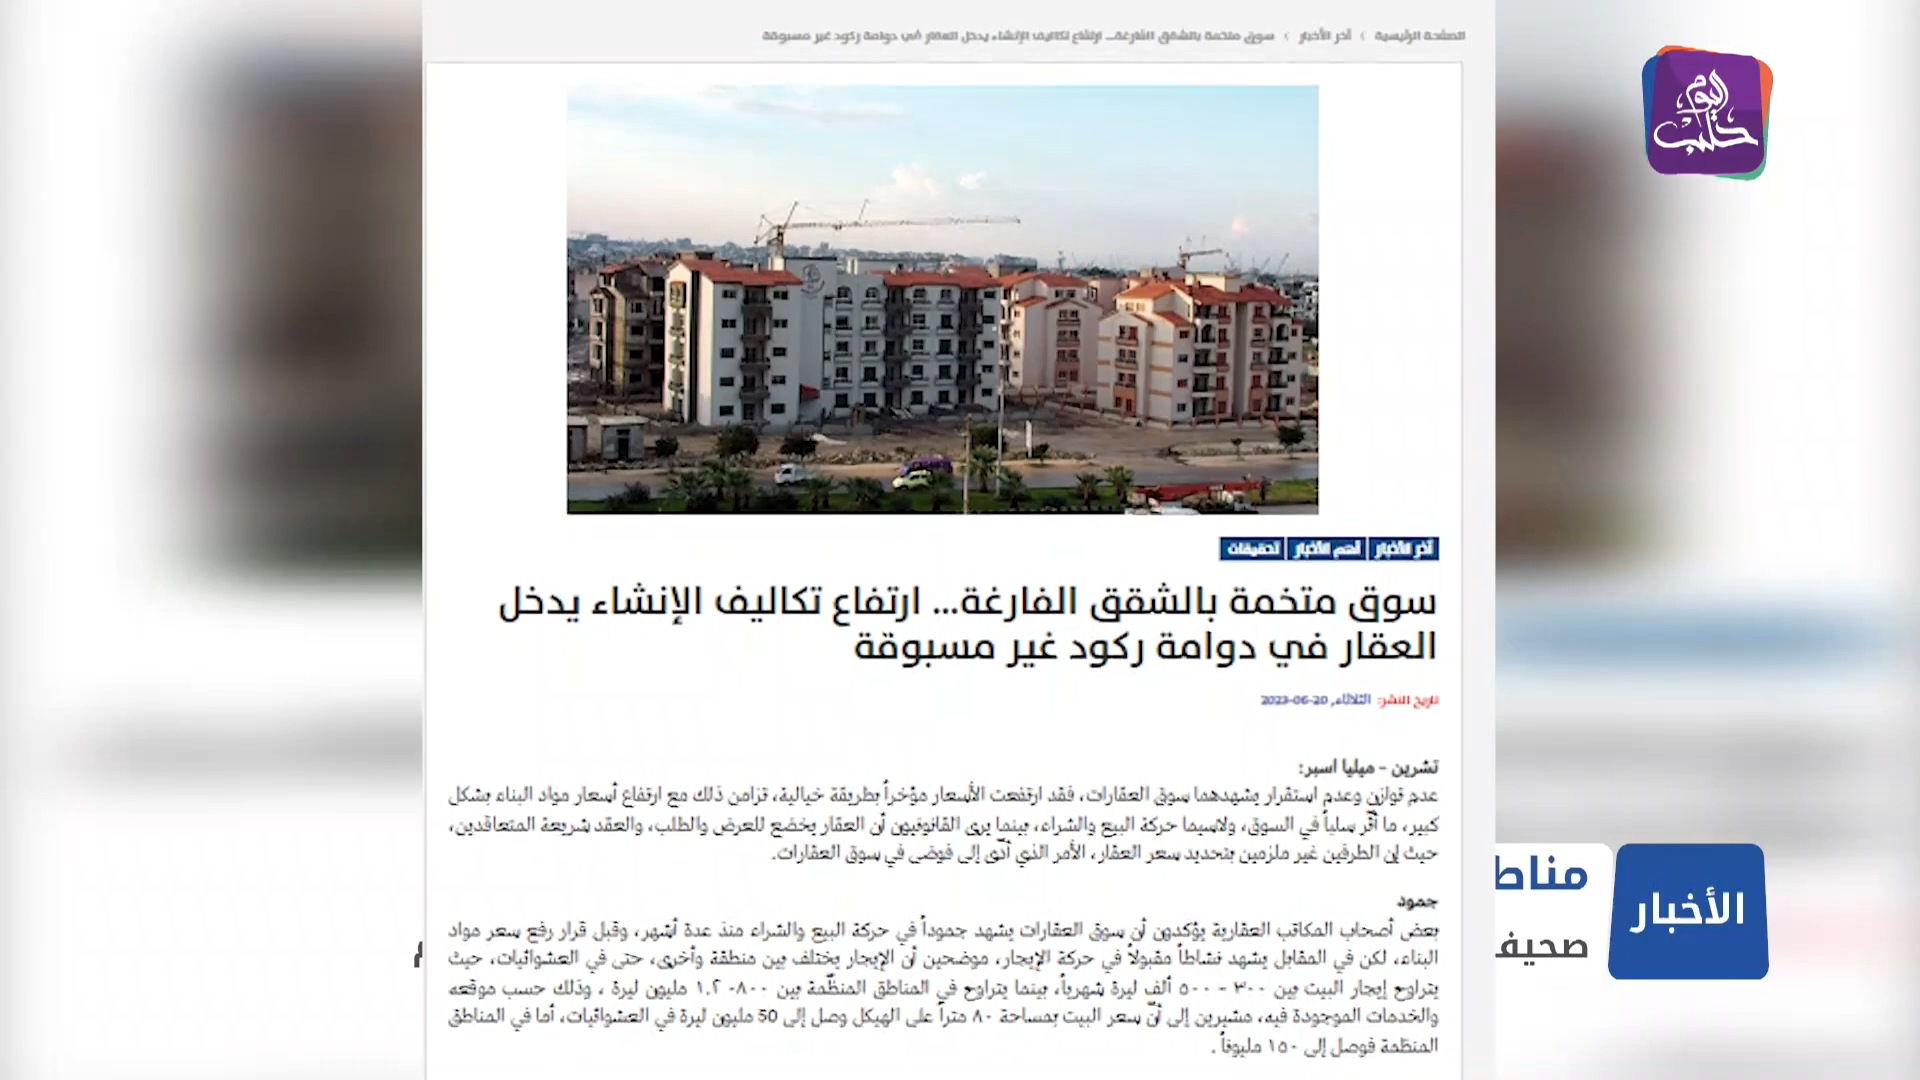 الصفحة الرئيسية › آخر الأخبار › سوق متخمة بالشقق الفارغة... ارتفاع تكاليف الإنشاء يدخل العقار في دوامة ركود غير مسبوقة
حلب اليوم
آخر الأخبار أهم الأخبار تحقيقات
سوق متخمة بالشقق الفارغة... ارتفاع تكاليف الإنشاء يدخل
العقار في دوامة ركود غير مسبوقة
تاريخ النشر: الثلاثاء, 20-06-2023
تشرين – ميليا اسبر:
عدم توازن وعدم استقرار يشهدهما سوق العقارات، فقد ارتفعت الأسعار مؤخراً بطريقة خيالية، تزامن ذلك مع ارتفاع أسعار مواد البناء بشكل
كبير، ما أثّر سلباً في السوق، ولاسيما حركة البيع والشراء، بينما يرى القانونيون أن العقار يخضع للعرض والطلب، والعقد شريعة المتعاقدين،
حيث إن الطرفين غير ملزمين بتحديد سعر العقار، الأمر الذي أدّى إلى فوضى في سوق العقارات.
جمود
بعض أصحاب المكاتب العقارية يؤكدون أن سوق العقارات يشهد جموداً في حركة البيع والشراء منذ عدة أشهر، وقبل قرار رفع سعر مواد
البناء، لكن في المقابل يشهد نشاطاً مقبولاً في حركة الإيجار، موضحين أن الإيجار يختلف بين منطقة وأخرى، حتى في العشوائيات، حيث
يتراوح إيجار البيت بين ٣٠٠ – ٥٠٠ ألف ليرة شهرياً، بينما يتراوح في المناطق المنظّمة بين ٨٠٠- ١.٢ مليون ليرة ، وذلك حسب موقعه
والخدمات الموجودة فيه، مشيرين إلى أنّ سعر البيت بمساحة ٨٠ متراً على الهيكل وصل إلى 50 مليون ليرة في العشوائيات، أما في المناطق
المنظمة فوصل إلى ١٥٠ مليوناً .
الأخبار